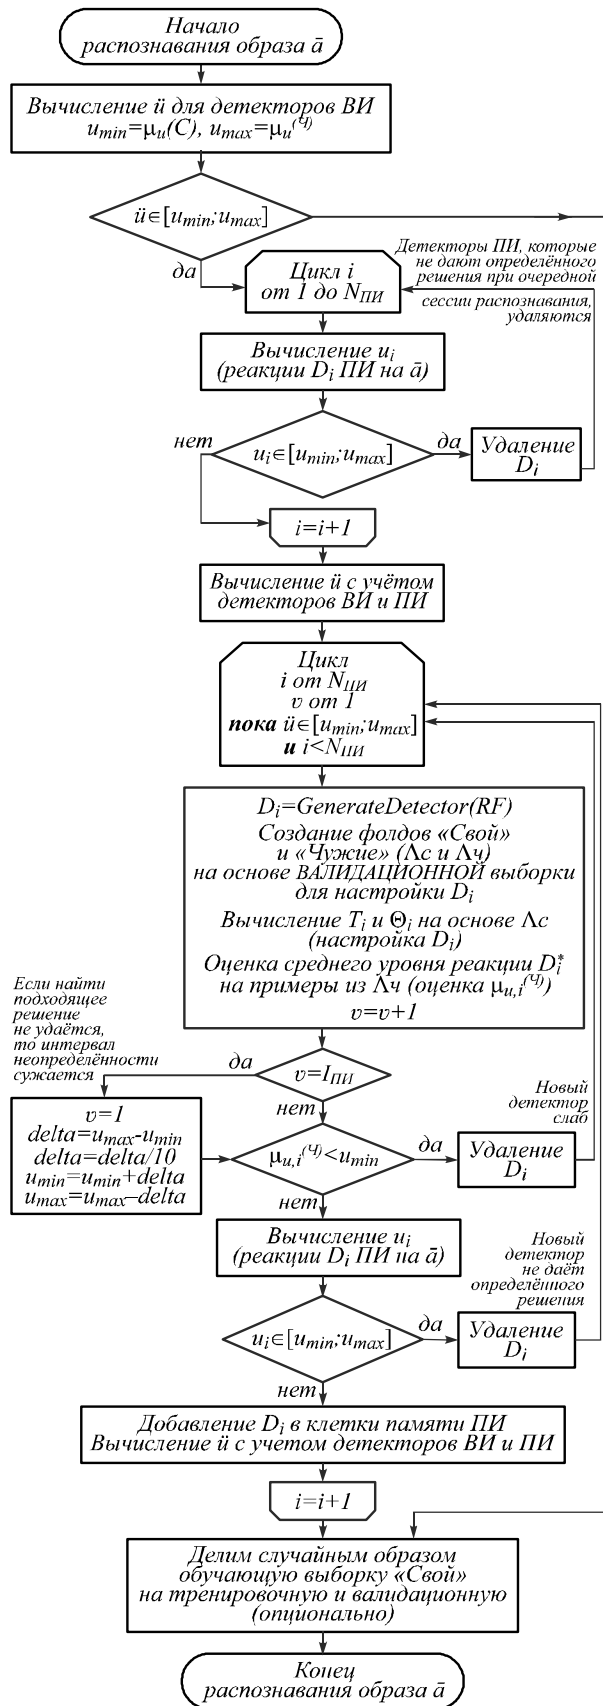 Начало
распознавания образа ā
Вычисление ü для детекторов ВИ
u_min=μ_u(C), u_max=μ_u^(Ч)
ü∈[u_min;u_max]
да
Детекторы ПИ, которые
не дают определённого
решения при очередной
сессии распознавания,
удаляются
Цикл i
от 1 до N_ПИ
Вычисление u_i
(реакции D_i ПИ на ā)
нет
u_i∈[u_min;u_max]
да
Удаление
D_i
i=i+1
Вычисление ü с учётом
детекторов ВИ и ПИ
Цикл
i от N_ПИ
v от 1
пока ü∈[u_min;u_max]
и i<N_ПИ
D_i=GenerateDetector(RF)
Создание фолдов «Свой»
и «Чужие» (Λс и Λч)
на основе ВАЛИДАЦИОННОЙ выборки
для настройки D_i
Вычисление T_i и Θ_i на основе Λс
(настройка D_i)
Оценка среднего уровня реакции D_i^*
на примеры из Λч (оценка μ_u,i^(Ч))
v=v+1
Если найти
подходящее
решение
не удаётся,
то интервал
неопределённости
сужается
да
v=I_ПИ
нет
v=1
delta=u_max-u_min
delta=delta/10
u_min=u_min+delta
u_max=u_max–delta
μ_u,i^(Ч)<u_min
да
Новый
детектор
слаб
Удаление
D_i
нет
Вычисление u_i
(реакции D_i ПИ на ā)
Новый
детектор
не даёт
определённого
решения
u_i∈[u_min;u_max]
да
Удаление
D_i
нет
Добавление D_i в клетки памяти ПИ
Вычисление ü с учетом детекторов ВИ и ПИ
i=i+1
Делим случайным образом
обучающую выборку «Свой»
на тренировочную и валидационную
(опционально)
Конец
распознавания образа ā